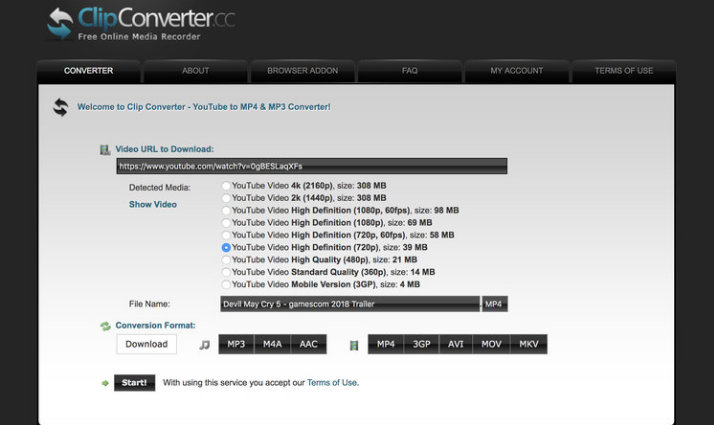 ClipConverter.cc
Free Online Media Recorder
CONVERTER ABOUT BROWSER ADDON FAQ MY ACCOUNT TERMS OF USE
Welcome to Clip Converter - YouTube to MP4 & MP3 Converter!
Video URL to Download:
https://www.youtube.com/watch?v=0gBESLaqXFs
Detected Media: YouTube Video 4k (2160p), size: 308 MB
Show Video YouTube Video 2k (1440p), size: 308 MB
YouTube Video High Definition (1080p, 60fps), size: 98 MB
YouTube Video High Definition (1080p), size: 69 MB
YouTube Video High Definition (720p, 60fps), size: 58 MB
YouTube Video High Definition (720p), size: 39 MB
YouTube Video High Quality (480p), size: 21 MB
YouTube Video Standard Quality (360p), size: 14 MB
YouTube Video Mobile Version (3GP), size: 4 MB
File Name: Devil May Cry 5 - gamescom 2018 Trailer .MP4
Conversion Format:
Download MP3 M4A AAC MP4 3GP AVI MOV MKV
Start! With using this service you accept our Terms of Use.